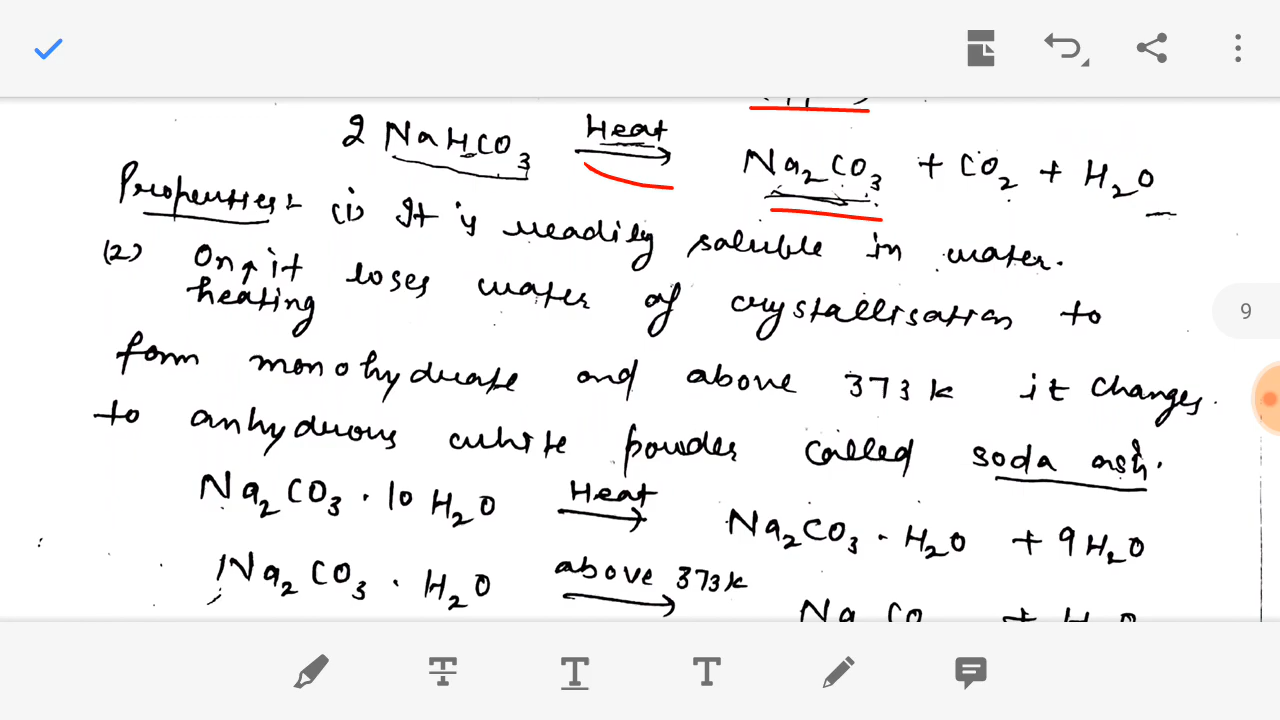 2 NaHCO3 Heat → Na2CO3 + CO2 + H2O
Properties:- (i) It is readily soluble in water.
(2) On heating it loses water of crystallisation to
9
form monohydrate and above 373 k it changes.
to anhydrous white powder called soda ash.
Na2CO3 · 10 H2O Heat → Na2CO3 · H2O + 9H2O
Na2CO3 · H2O above 373k →
T T T